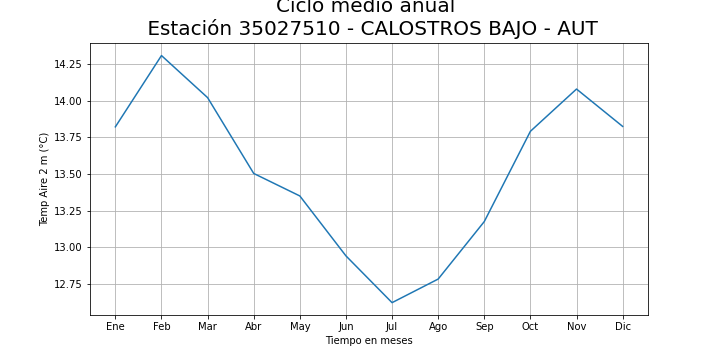 Ciclo medio anual
Estación 35027510 - CALOSTROS BAJO - AUT
14.25
14.00
13.75
13.50
13.25
13.00
12.75
Temp Aire 2 m (°C)
Ene Feb Mar Abr May Jun Jul Ago Sep Oct Nov Dic
Tiempo en meses